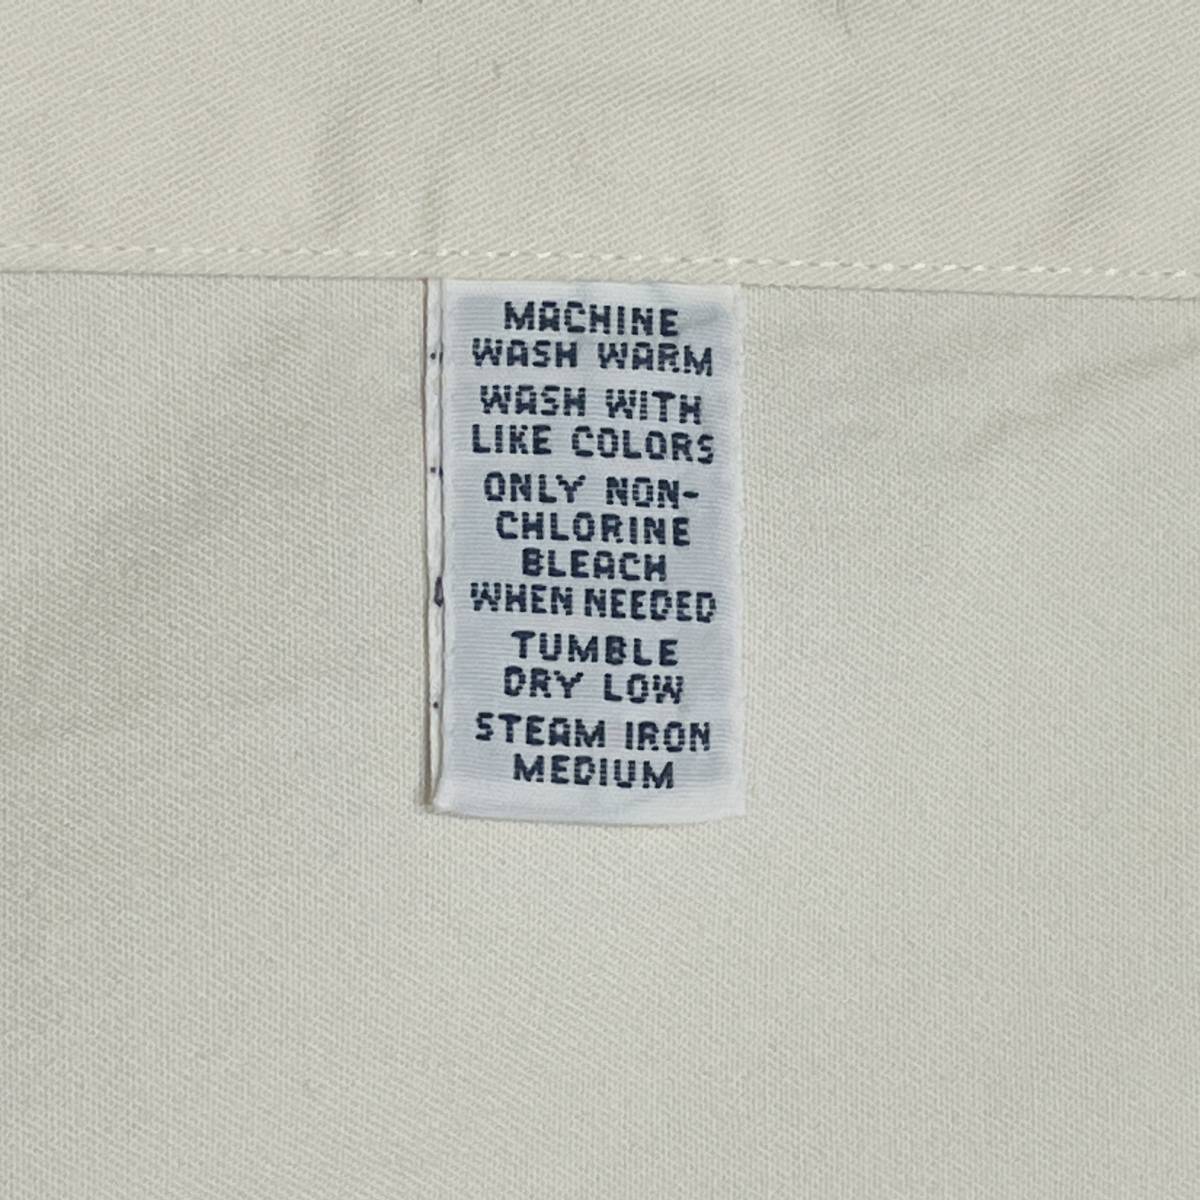 MACHINE
WASH WARM
WASH WITH
LIKE COLORS
ONLY NON-
CHLORINE
BLEACH
WHEN NEEDED
TUMBLE
DRY LOW
STEAM IRON
MEDIUM